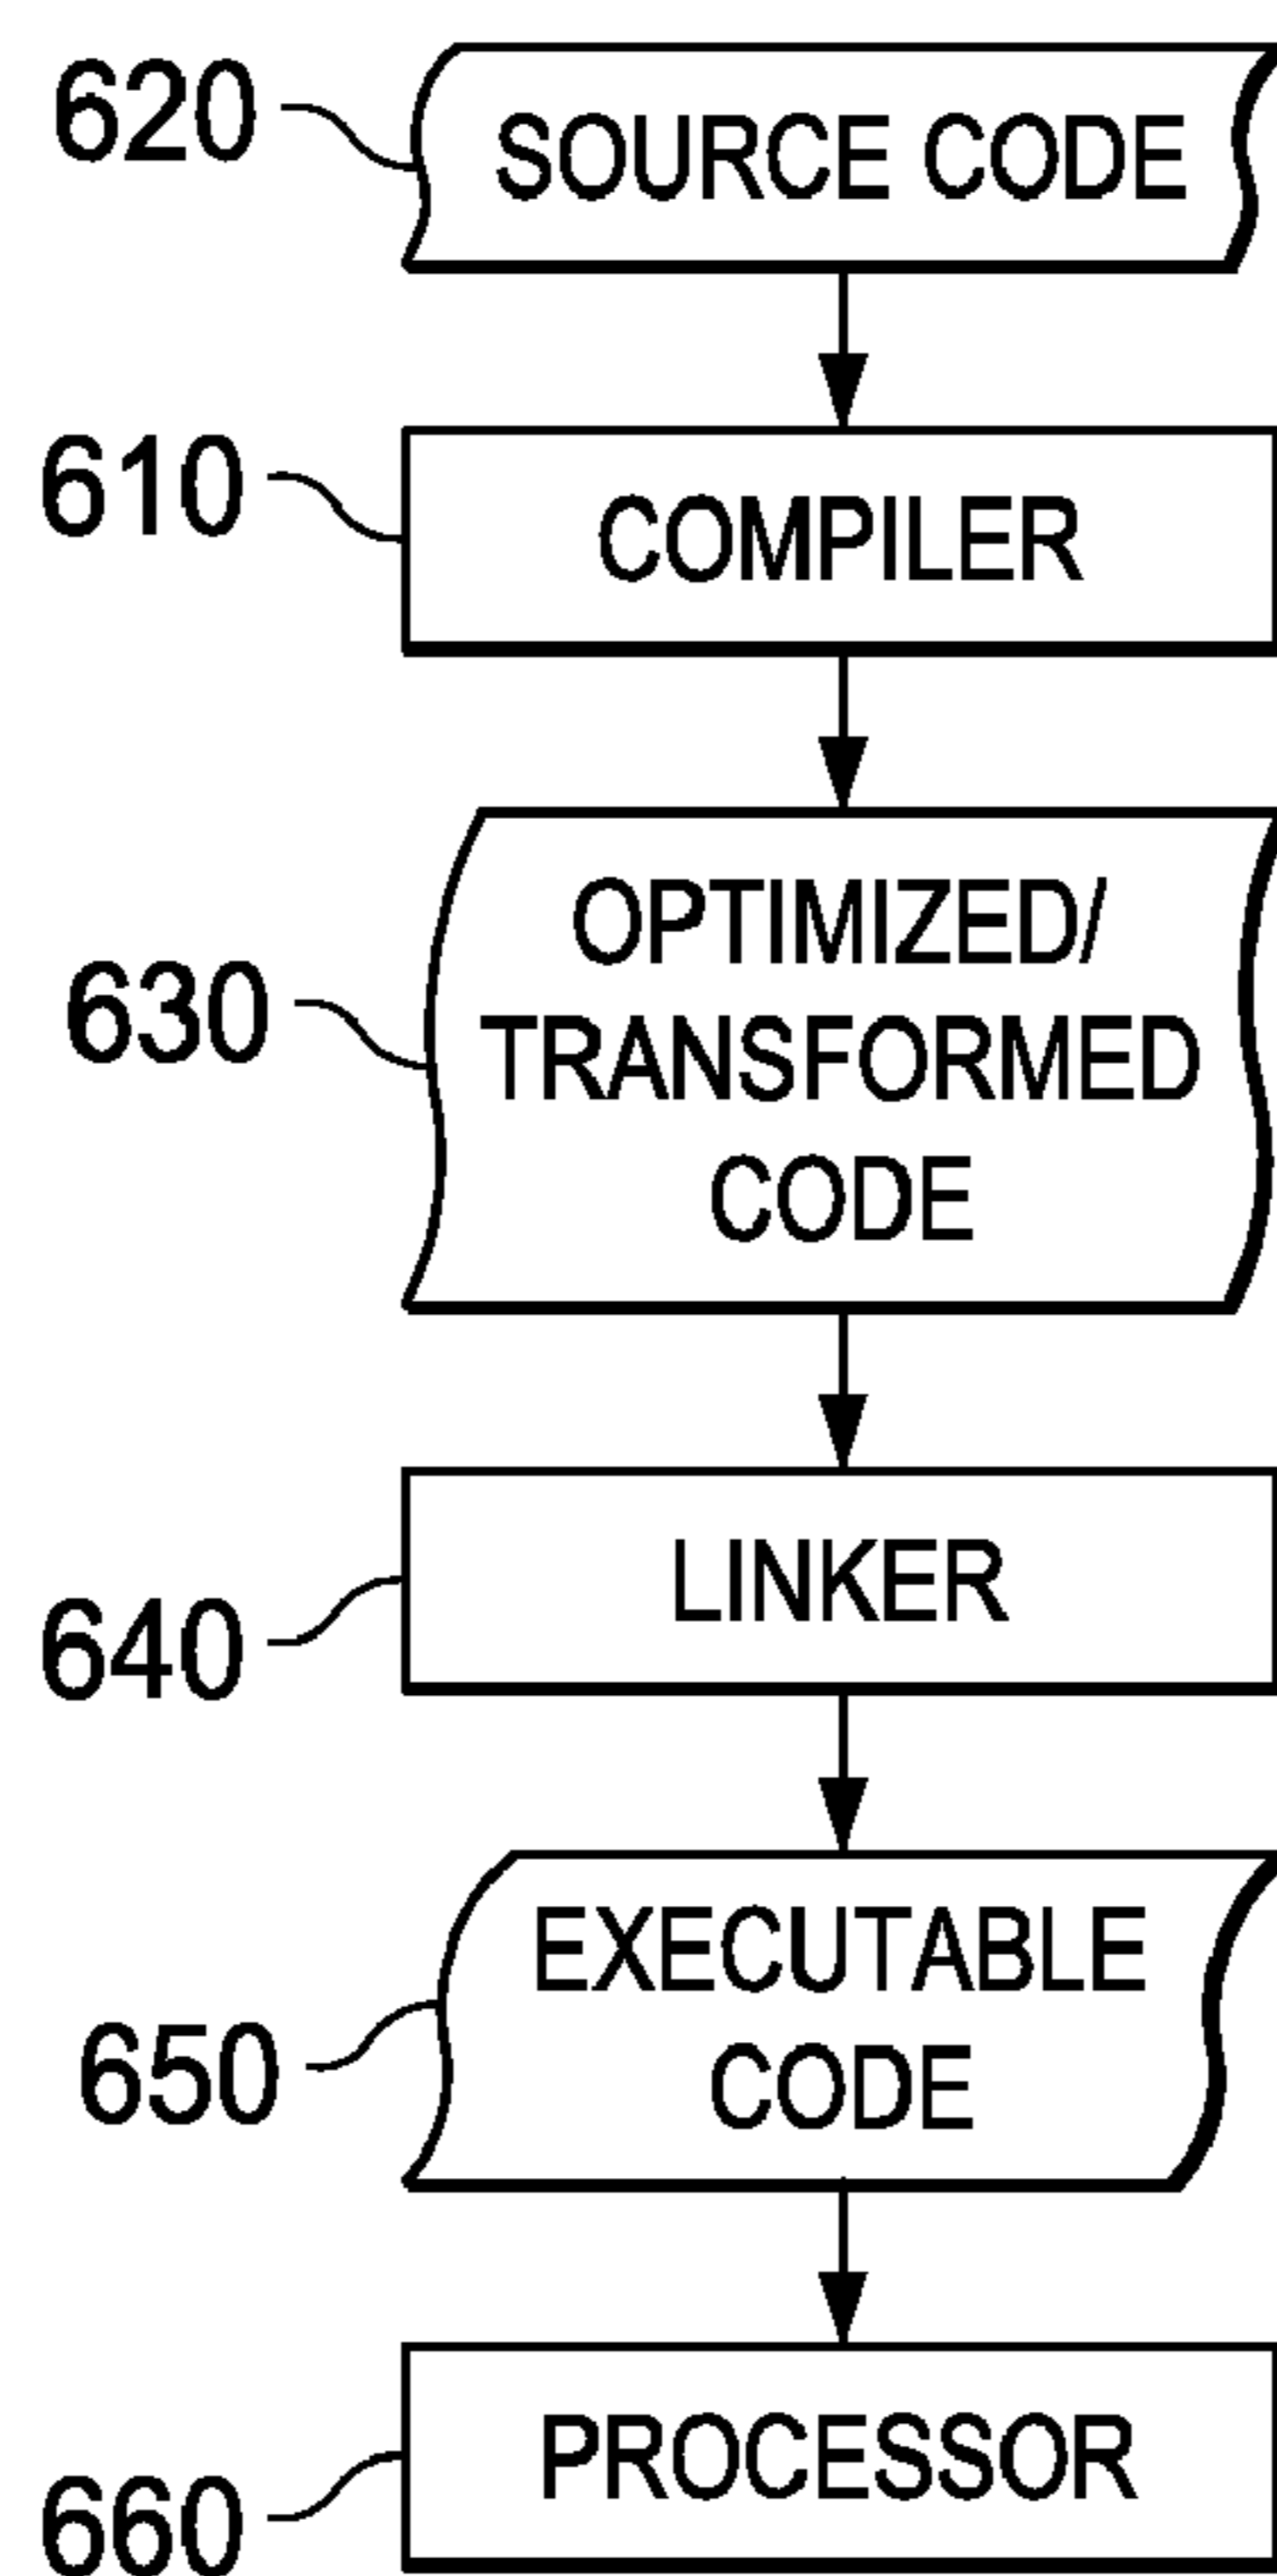 620
SOURCE CODE
610
COMPILER
630
OPTIMIZED/
TRANSFORMED
CODE
640
LINKER
650
EXECUTABLE
CODE
660
PROCESSOR